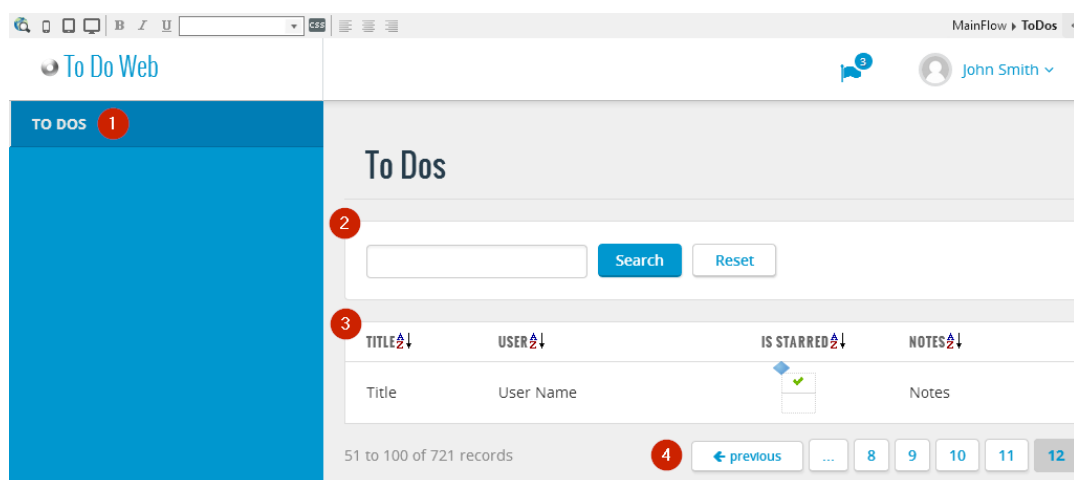 B I U CSS MainFlow ▸ ToDos
To Do Web 3 John Smith
TO DOS 1
To Dos
2
Search Reset
3
TITLE USER IS STARRED NOTES
Title User Name Notes
51 to 100 of 721 records 4 previous ... 8 9 10 11 12